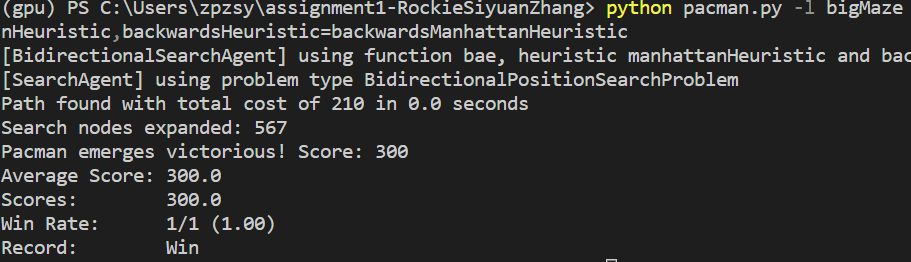 (gpu) PS C:\Users\zpzsy\assignment1-RockieSiyuanZhang> python pacman.py -l bigMaze
nHeuristic,backwardsHeuristic=backwardsManhattanHeuristic
[BidirectionalSearchAgent] using function bae, heuristic manhattanHeuristic and bac
[SearchAgent] using problem type BidirectionalPositionSearchProblem
Path found with total cost of 210 in 0.0 seconds
Search nodes expanded: 567
Pacman emerges victorious! Score: 300
Average Score: 300.0
Scores:        300.0
Win Rate:      1/1 (1.00)
Record:        Win